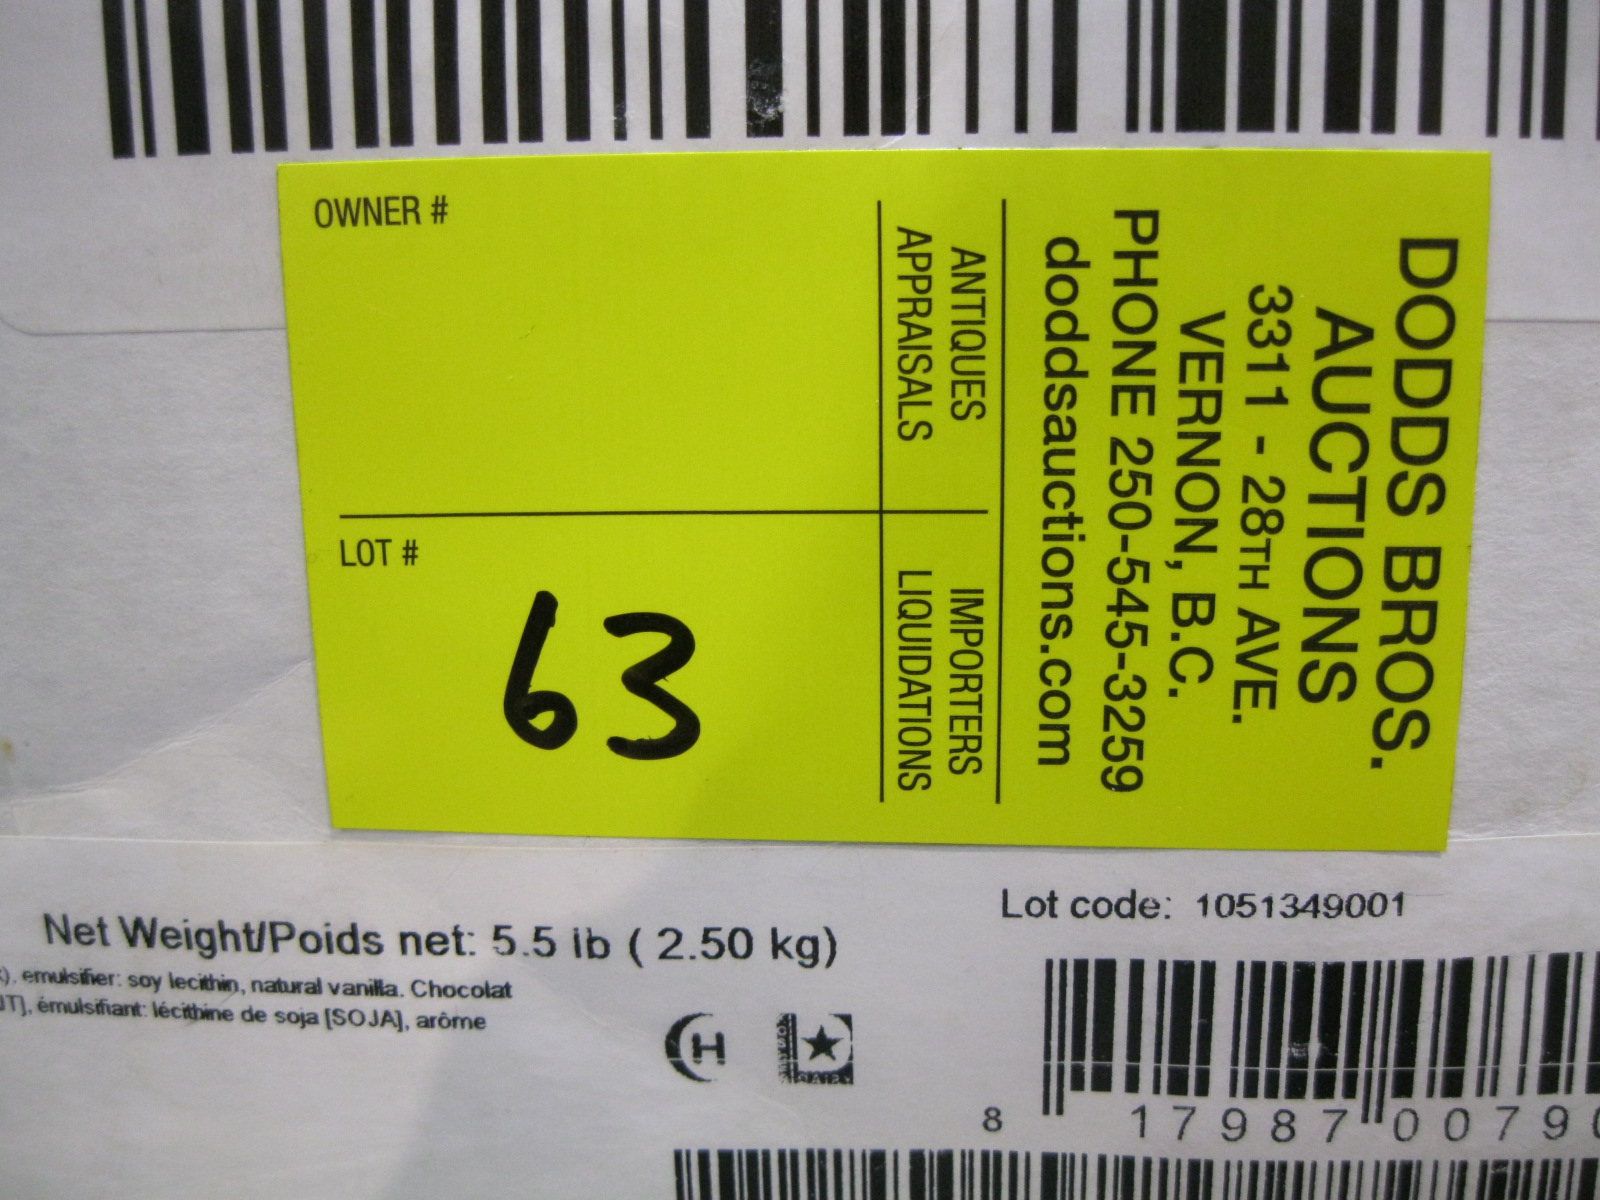 OWNER #
LOT #
63
DODDS BROS.
AUCTIONS
3311 - 28TH AVE.
VERNON, B.C.
PHONE 250-545-3259
doddsauctions.com
ANTIQUES IMPORTERS
APPRAISALS LIQUIDATIONS
Lot code: 1051349001
Net Weight/Poids net: 5.5 lb ( 2.50 kg)
emulsifier: soy lecithin, natural vanilla. Chocolat
émulsifiant: lécithine de soja [SOJA], arôme
H
8 17987 00790